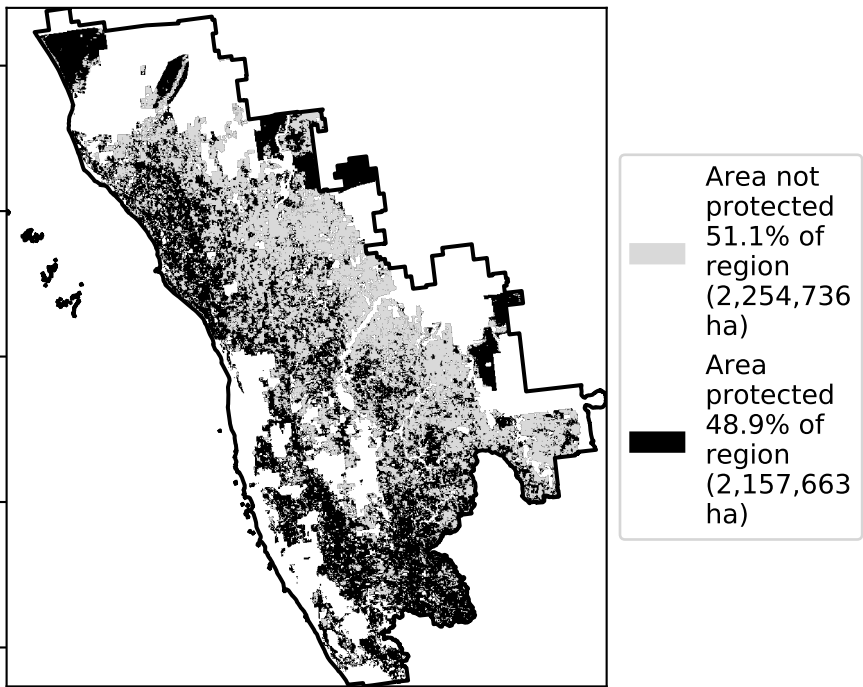 Area not
protected
51.1% of
region
(2,254,736
ha)
Area
protected
48.9% of
region
(2,157,663
ha)